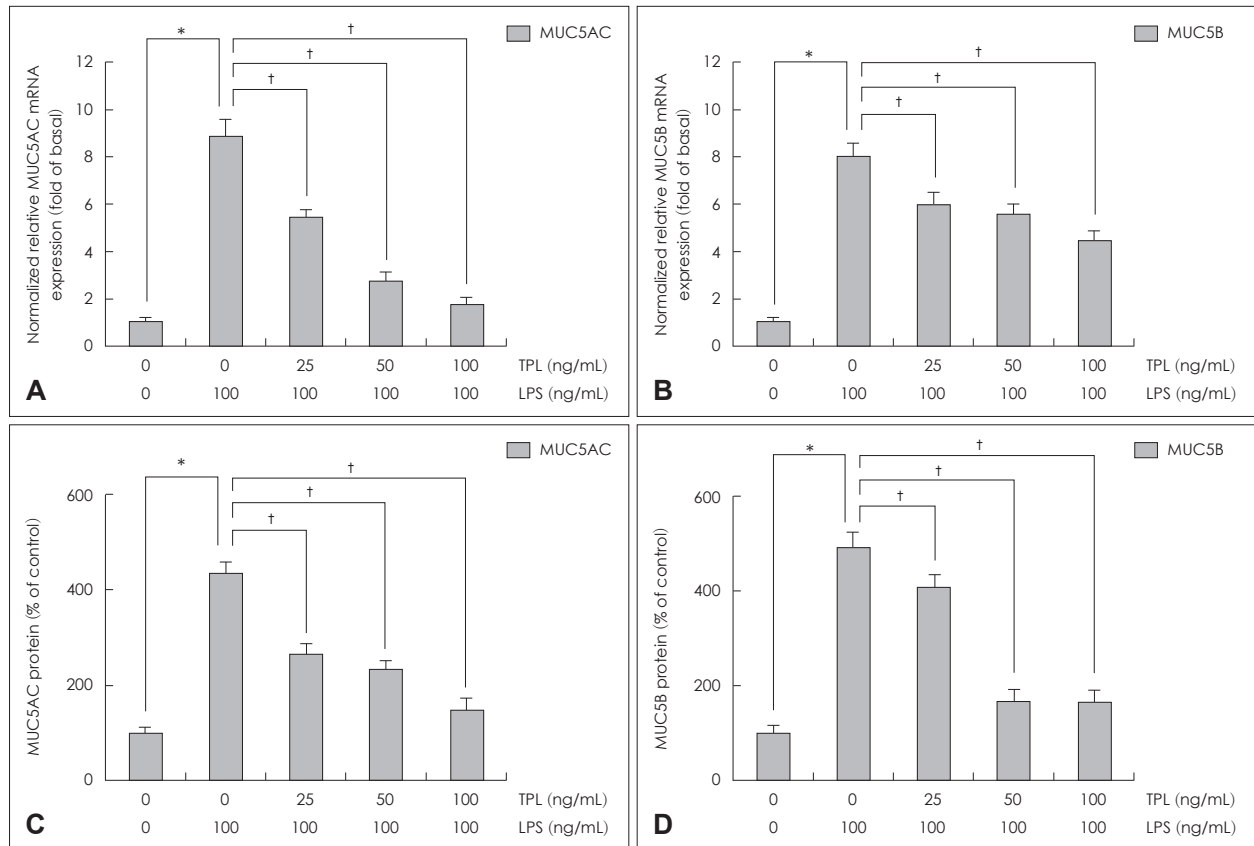 MUC5AC
Normalized relative MUC5AC mRNA
expression (fold of basal)
12
10
8
6
4
2
0
*
†
†
†
0 0 25 50 100 TPL (ng/mL)
0 100 100 100 100 LPS (ng/mL)
A
MUC5B
Normalized relative MUC5B mRNA
expression (fold of basal)
12
10
8
6
4
2
0
*
†
†
†
0 0 25 50 100 TPL (ng/mL)
0 100 100 100 100 LPS (ng/mL)
B
MUC5AC
MUC5AC protein (% of control)
600
400
200
0
*
†
†
†
0 0 25 50 100 TPL (ng/mL)
0 100 100 100 100 LPS (ng/mL)
C
MUC5B
MUC5B protein (% of control)
600
400
200
0
*
†
†
†
0 0 25 50 100 TPL (ng/mL)
0 100 100 100 100 LPS (ng/mL)
D